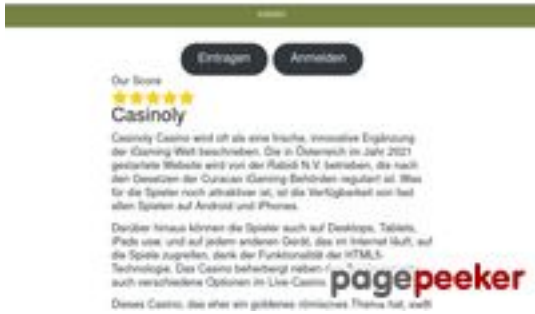 Eintragen Anmelden
Our Score
Casinoly
Casinoly Casino wird oft als eine frische, innovative Ergänzung
der iGaming-Welt beschrieben. Die in Österreich im Jahr 2021
gestartete Website wird von der Rabidi N.V. betrieben, die nach
den Gesetzen der Curacao iGaming-Behörden reguliert ist. Was
für die Spieler noch attraktiver ist, ist die Verfügbarkeit von fast
allen Spielen auf Android und iPhones.
Darüber hinaus können die Spieler auch auf Desktops, Tablets,
iPads usw. und auf jedem anderen Gerät, das im Internet läuft, auf
die Spiele zugreifen, dank der Funktionalität der HTML5-
Technologie. Das Casino beherbergt neben
auch verschiedene Optionen im Live-Casino
pagepeeker
Dieses Casino, das eher ein goldenes römisches Thema hat, stellt